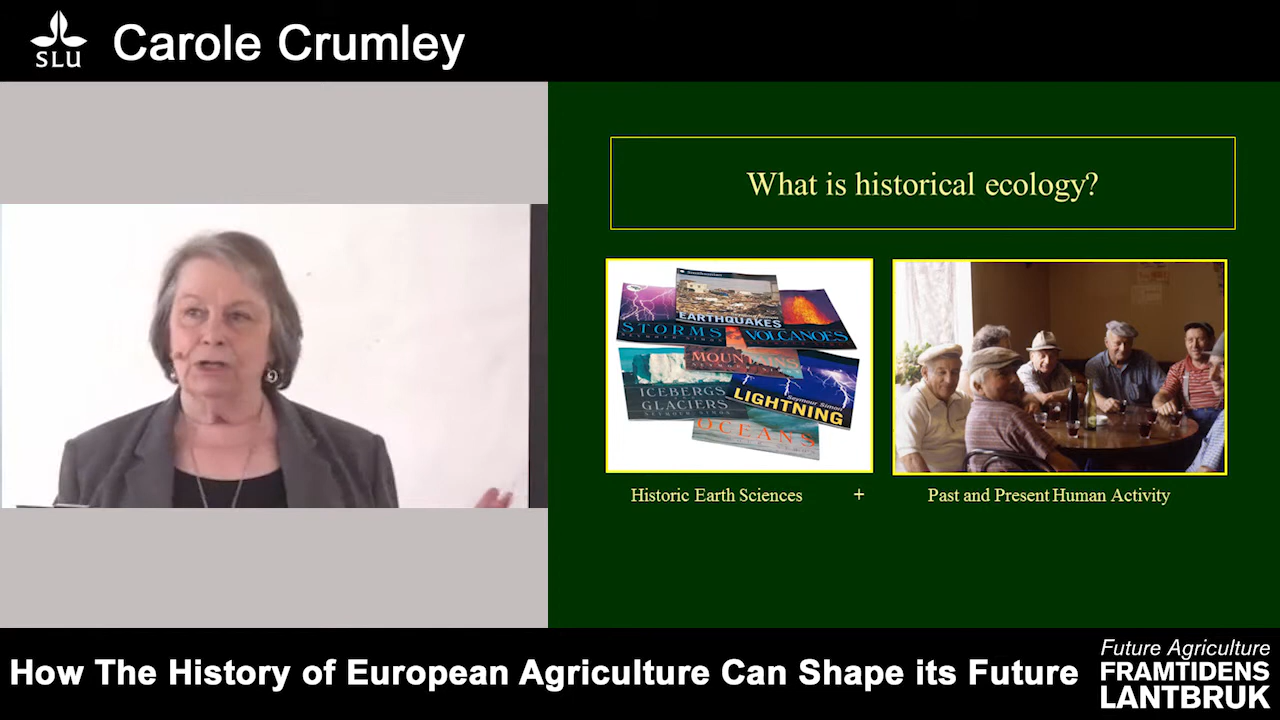 SLU
Carole Crumley
What is historical ecology?
EARTHQUAKES
STORMS
VOLCANOES
MOUNTAINS
ICEBERGS
GLACIERS
Seymour Simon
LIGHTNING
OCEANS
Historic Earth Sciences + Past and Present Human Activity
How The History of European Agriculture Can Shape its Future
Future Agriculture
FRAMTIDENS
LANTBRUK